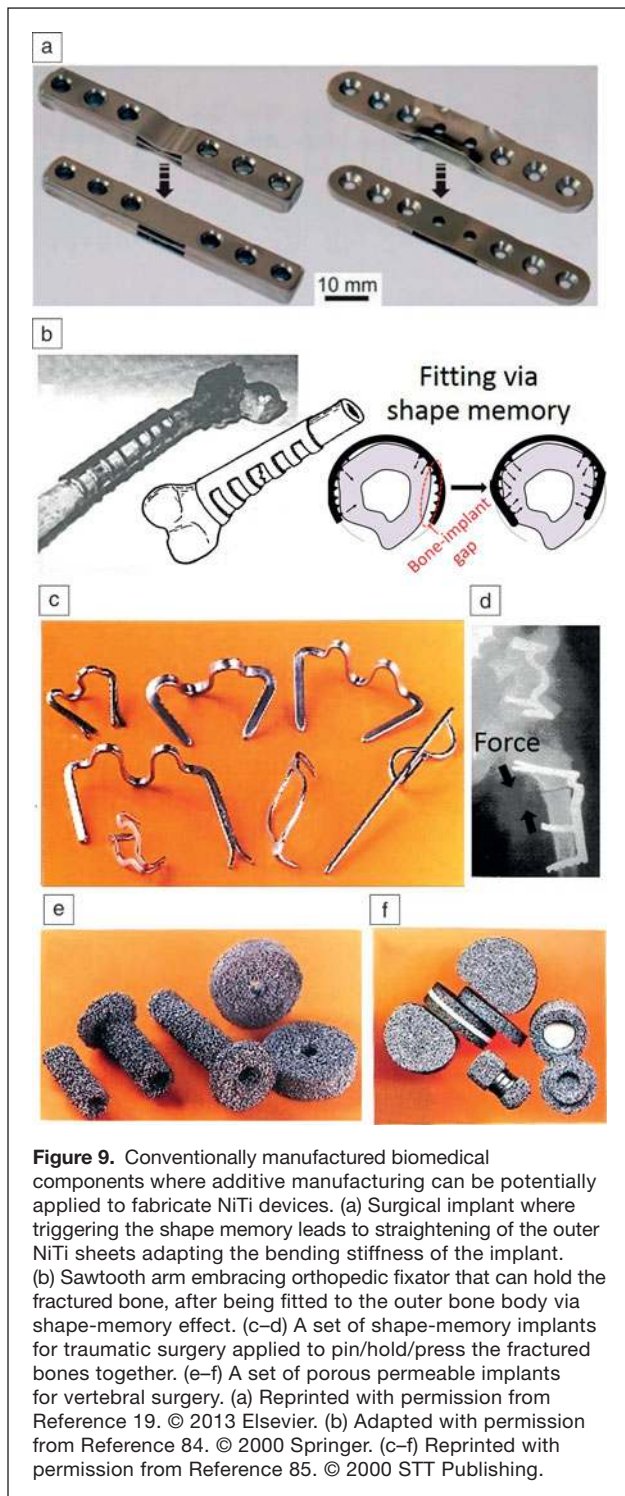 a
10 mm
b
Fitting via
shape memory
Bone-implant
gap
c
d
Force
e
f
Figure 9. Conventionally manufactured biomedical
components where additive manufacturing can be potentially
applied to fabricate NiTi devices. (a) Surgical implant where
triggering the shape memory leads to straightening of the outer
NiTi sheets adapting the bending stiffness of the implant.
(b) Sawtooth arm embracing orthopedic fixator that can hold the
fractured bone, after being fitted to the outer bone body via
shape-memory effect. (c–d) A set of shape-memory implants
for traumatic surgery applied to pin/hold/press the fractured
bones together. (e–f) A set of porous permeable implants
for vertebral surgery. (a) Reprinted with permission from
Reference 19. © 2013 Elsevier. (b) Adapted with permission
from Reference 84. © 2000 Springer. (c–f) Reprinted with
permission from Reference 85. © 2000 STT Publishing.